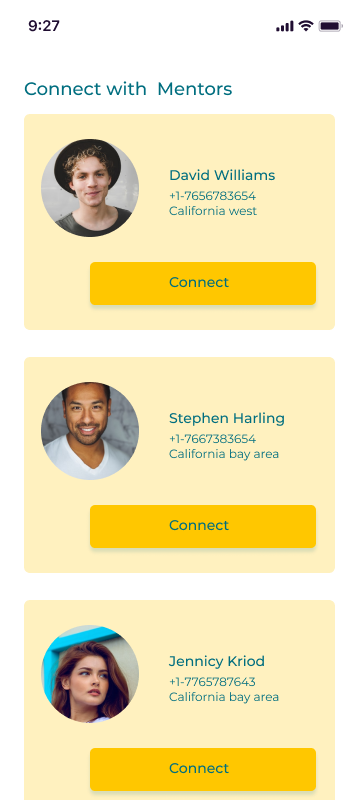 9:27
Connect with  Mentors
David Williams
+1-7656783654
California west
Connect
Stephen Harling
+1-7667383654
California bay area
Connect
Jennicy Kriod
+1-7765787643
California bay area
Connect